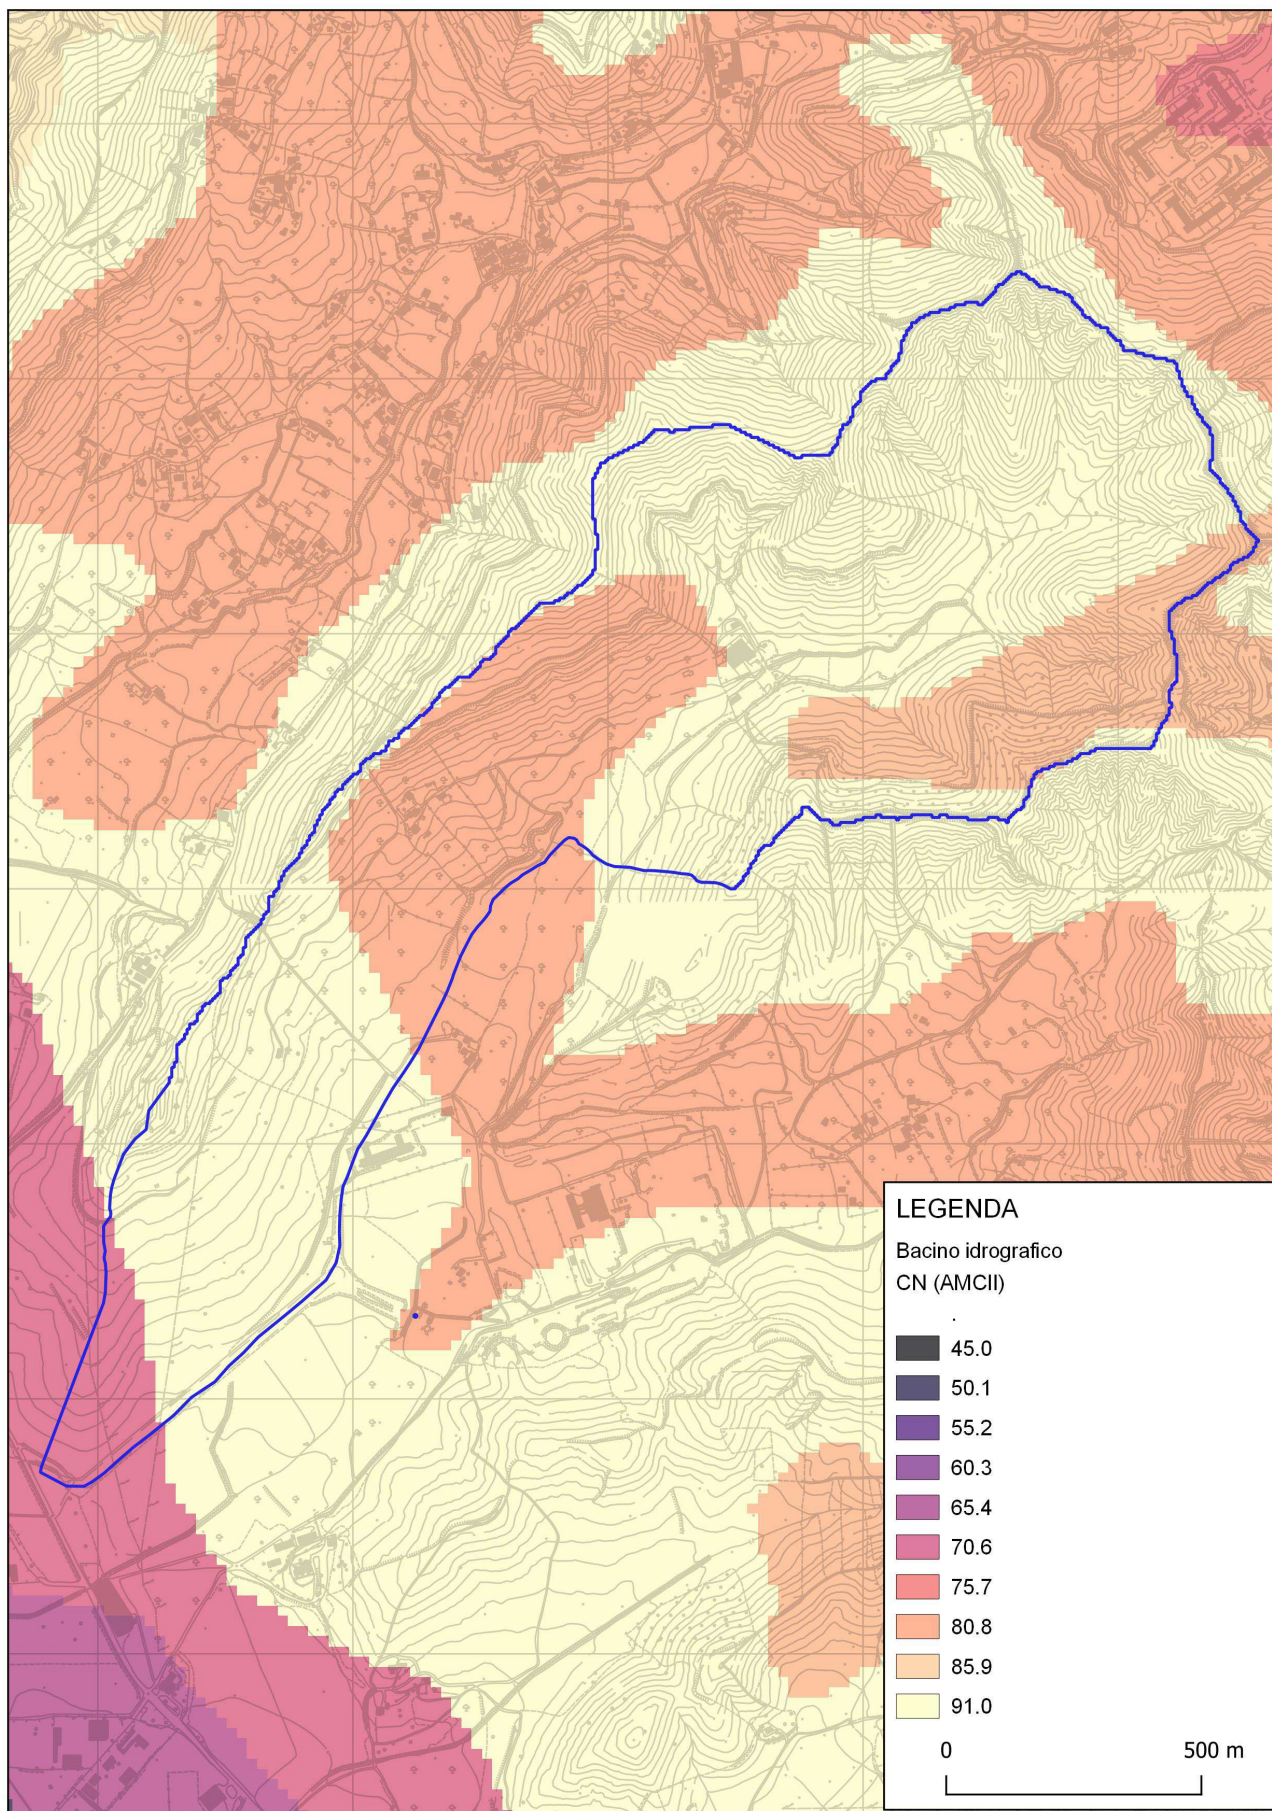 LEGENDA
Bacino idrografico
CN (AMCII)
.
45.0
50.1
55.2
60.3
65.4
70.6
75.7
80.8
85.9
91.0
0 500 m